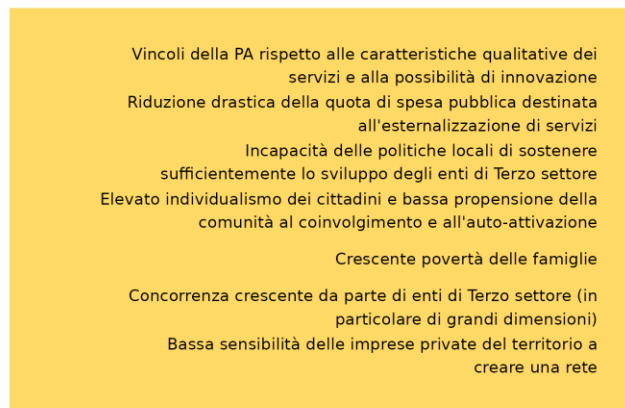 Vincoli della PA rispetto alle caratteristiche qualitative dei
servizi e alla possibilità di innovazione
Riduzione drastica della quota di spesa pubblica destinata
all'esternalizzazione di servizi
Incapacità delle politiche locali di sostenere
sufficientemente lo sviluppo degli enti di Terzo settore
Elevato individualismo dei cittadini e bassa propensione della
comunità al coinvolgimento e all'auto-attivazione
Crescente povertà delle famiglie
Concorrenza crescente da parte di enti di Terzo settore (in
particolare di grandi dimensioni)
Bassa sensibilità delle imprese private del territorio a
creare una rete